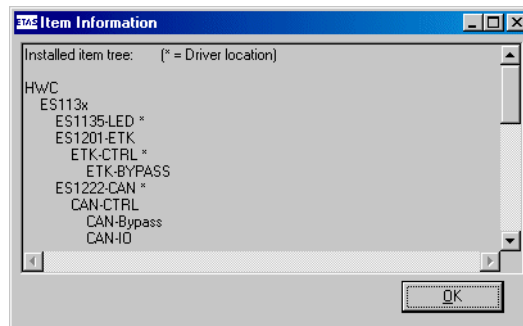 ETAS Item Information
Installed item tree: (* = Driver location)
HWC
ES113x
ES1135-LED *
ES1201-ETK
ETK-CTRL *
ETK-BYPASS
ES1222-CAN *
CAN-CTRL
CAN-Bypass
CAN-IO
OK